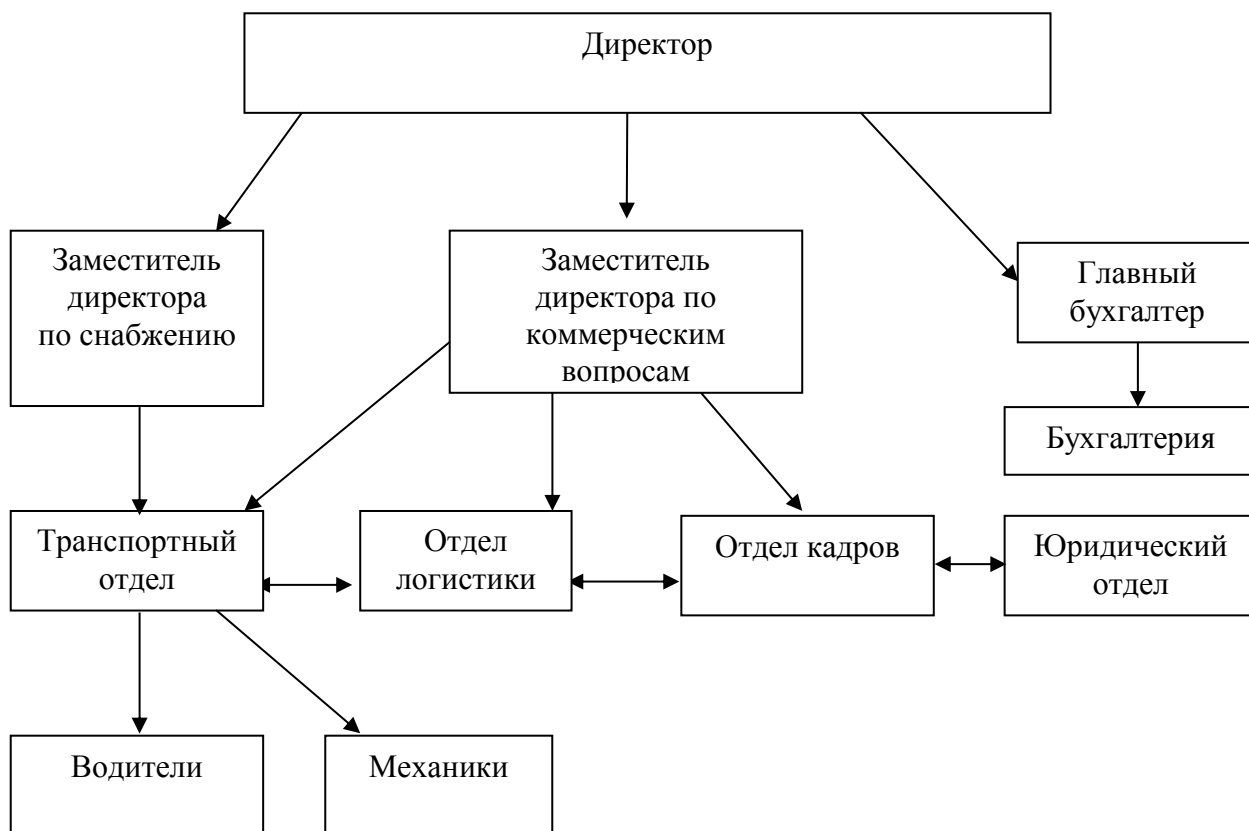 Директор
Заместитель
директора
по снабжению
Заместитель
директора по
коммерческим
вопросам
Главный
бухгалтер
Бухгалтерия
Транспортный
отдел
Отдел
логистики
Отдел кадров
Юридический
отдел
Водители
Механики